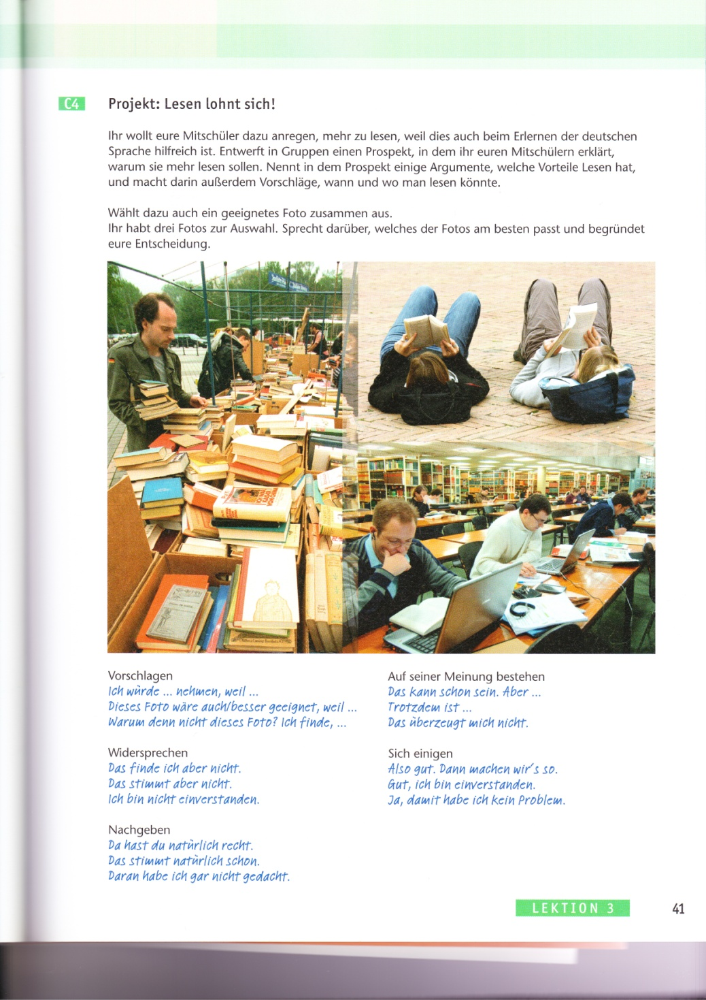 C4
Projekt: Lesen lohnt sich!
Ihr wollt eure Mitschüler dazu anregen, mehr zu lesen, weil dies auch beim Erlernen der deutschen
Sprache hilfreich ist. Entwerft in Gruppen einen Prospekt, in dem ihr euren Mitschülern erklärt,
warum sie mehr lesen sollen. Nennt in dem Prospekt einige Argumente, welche Vorteile Lesen hat,
und macht darin außerdem Vorschläge, wann und wo man lesen könnte.
Wählt dazu auch ein geeignetes Foto zusammen aus.
Ihr habt drei Fotos zur Auswahl. Sprecht darüber, welches der Fotos am besten passt und begründet
eure Entscheidung.
Vorschlagen
Ich würde ... nehmen, weil ...
Dieses Foto wäre auch/besser geeignet, weil ...
Warum denn nicht dieses Foto? Ich finde, ...
Widersprechen
Das finde ich aber nicht.
Das stimmt aber nicht.
Ich bin nicht einverstanden.
Nachgeben
Da hast du natürlich recht.
Das stimmt natürlich schon.
Daran habe ich gar nicht gedacht.
Auf seiner Meinung bestehen
Das kann schon sein. Aber ...
Trotzdem ist ...
Das überzeugt mich nicht.
Sich einigen
Also gut. Dann machen wir's so.
Gut, ich bin einverstanden.
Ja, damit habe ich kein Problem.
LEKTION 3
41